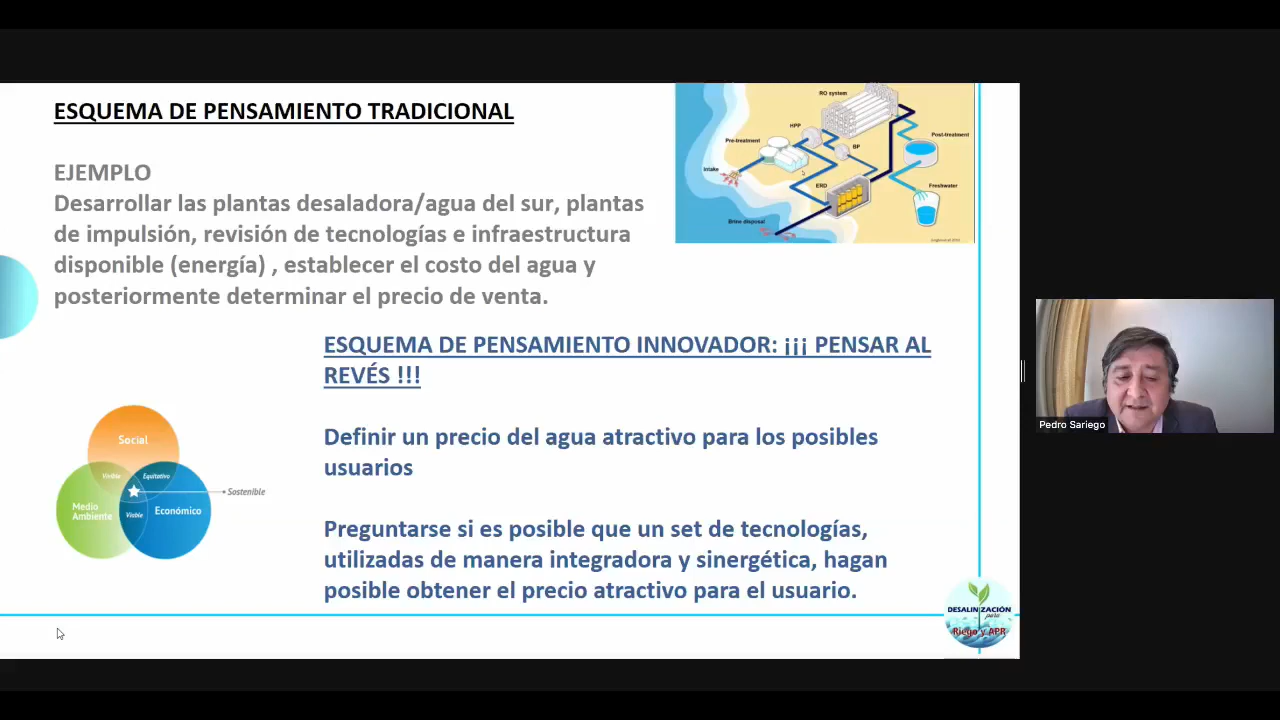 ESQUEMA DE PENSAMIENTO TRADICIONAL
EJEMPLO
Desarrollar las plantas desaladora/agua del sur, plantas
de impulsión, revisión de tecnologías e infraestructura
disponible (energía) , establecer el costo del agua y
posteriormente determinar el precio de venta.
RO system
HPP
Pre-treatment
BP
Post-treatment
Intake
ERD
Freshwater
Brine disposal
ESQUEMA DE PENSAMIENTO INNOVADOR: ¡¡¡ PENSAR AL
REVÉS !!!
Definir un precio del agua atractivo para los posibles
usuarios
Preguntarse si es posible que un set de tecnologías,
utilizadas de manera integradora y sinergética, hagan
posible obtener el precio atractivo para el usuario.
Social
Vivible
Equitativo
Sostenible
Medio
Ambiente
Viable
Económico
DESALINIZACIÓN
para
Riego y APR
Pedro Sariego